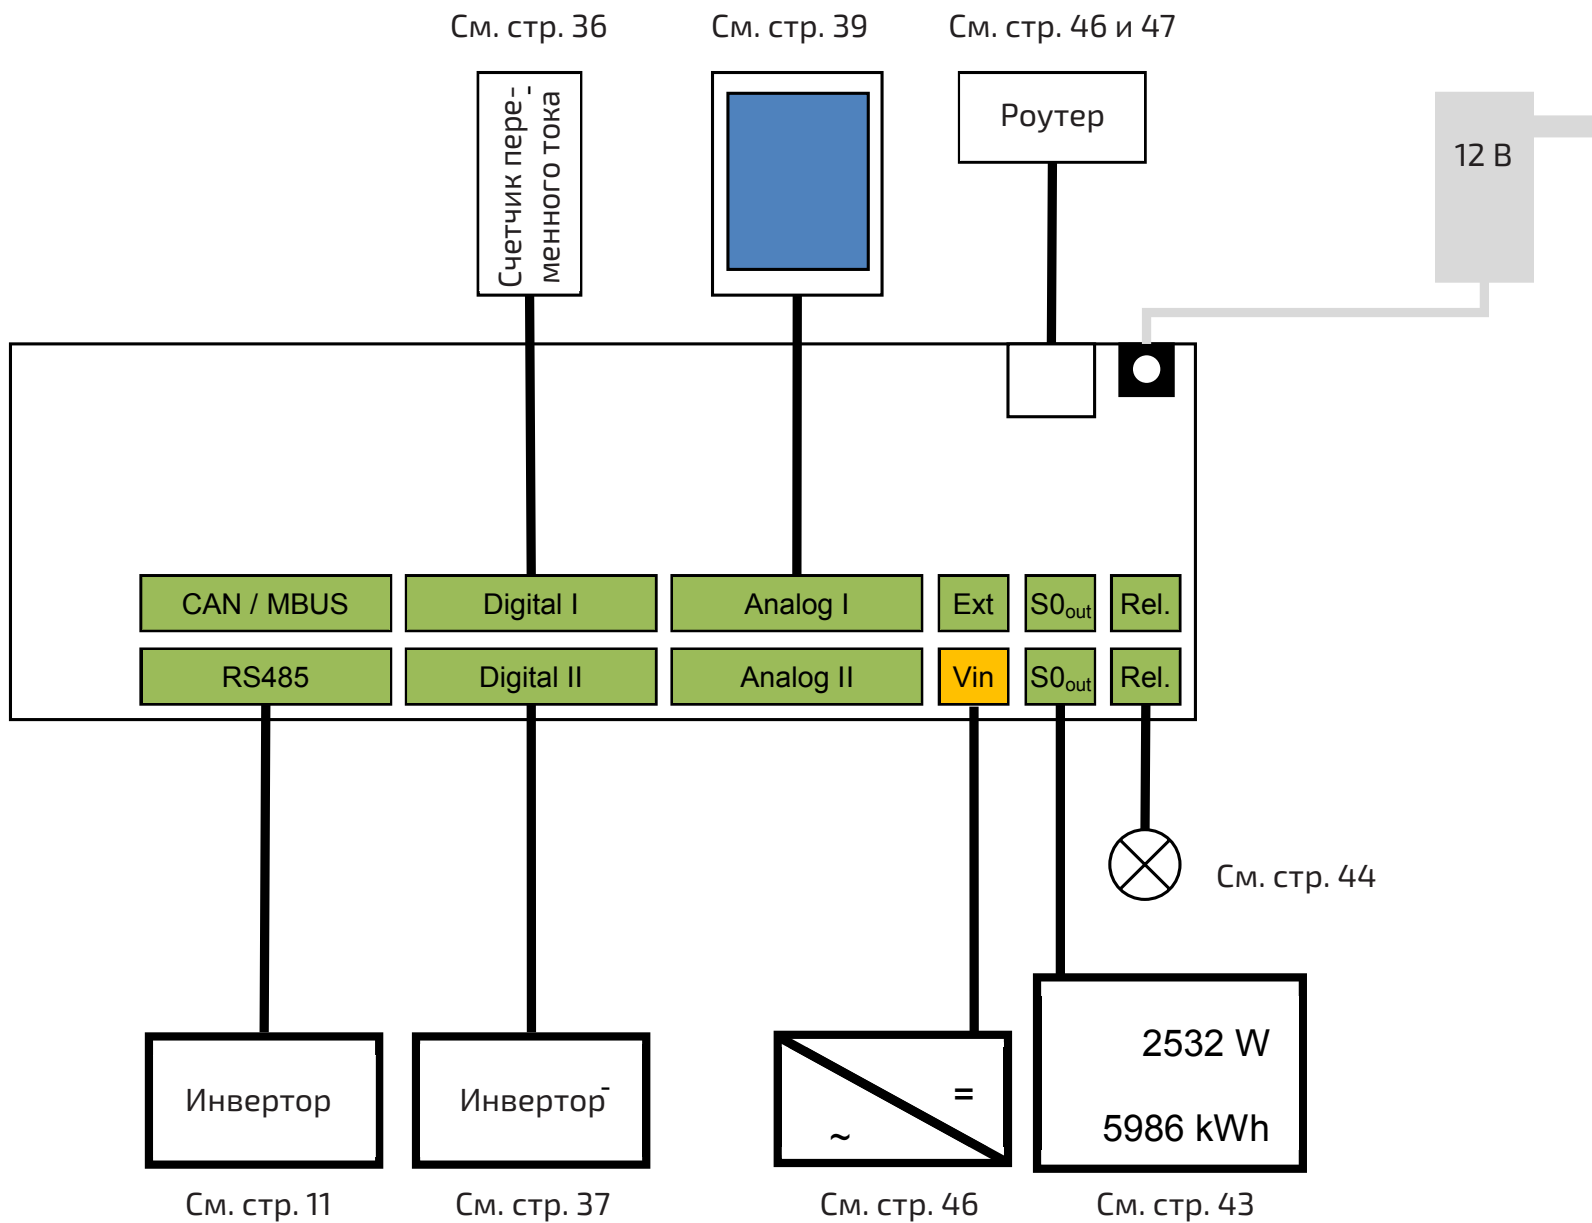 См. стр. 36
См. стр. 39
См. стр. 46 и 47
Счетчик пере-
менного тока
Роутер
12 В
CAN / MBUS
Digital I
Analog I
Ext
S0out
Rel.
RS485
Digital II
Analog II
Vin
S0out
Rel.
См. стр. 44
Инвертор
Инвертор
=
~
2532 W
5986 kWh
См. стр. 11
См. стр. 37
См. стр. 46
См. стр. 43